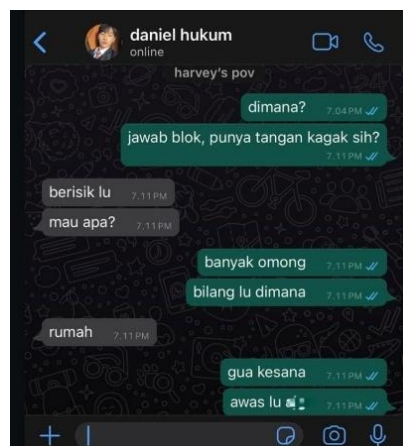 daniel hukum
online
harvey's pov
dimana? 7.04 PM
jawab blok, punya tangan kagak sih?
7.11 PM
berisik lu 7.11 PM
mau apa? 7.11 PM
banyak omong 7.11 PM
bilang lu dimana 7.11 PM
rumah 7.11 PM
gua kesana 7.11 PM
awas lu 7.11 PM